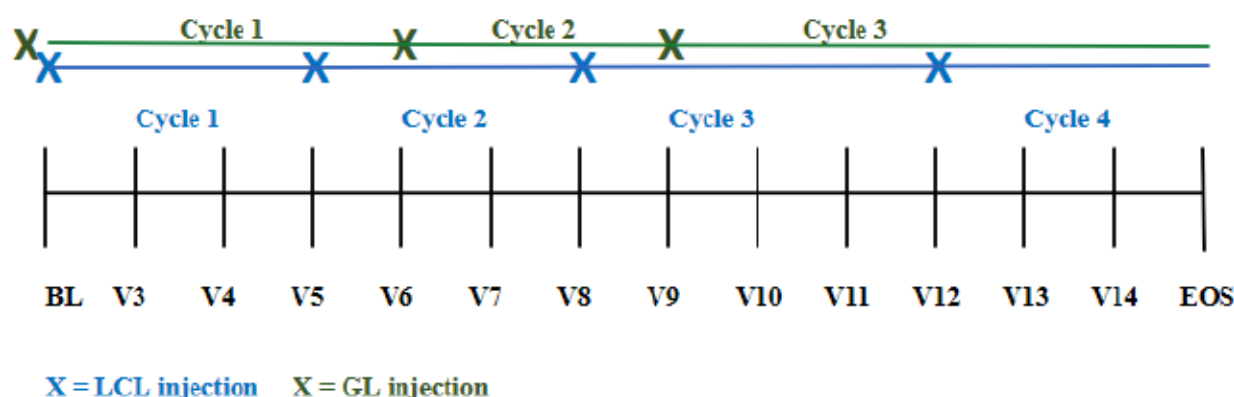 Cycle 1 Cycle 2 Cycle 3
X X X
X X X X
Cycle 1 Cycle 2 Cycle 3 Cycle 4
BL V3 V4 V5 V6 V7 V8 V9 V10 V11 V12 V13 V14 EOS
X = LCL injection X = GL injection